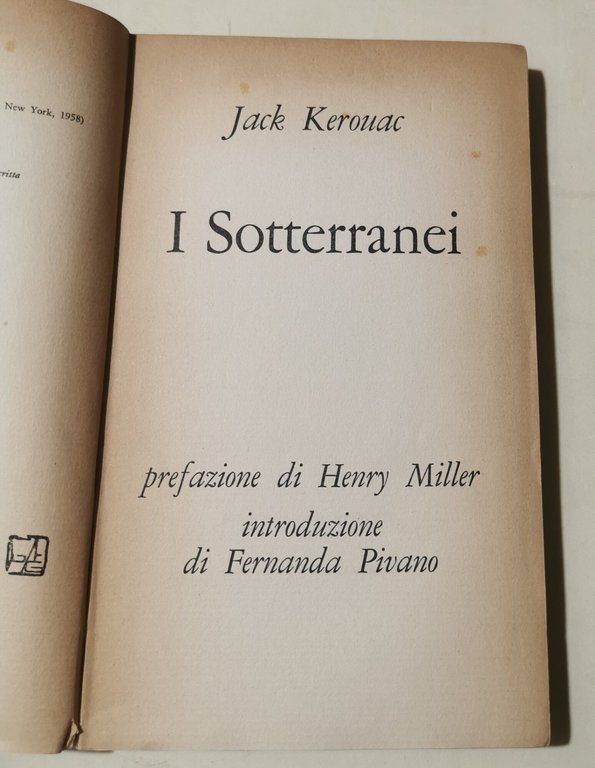 New York, 1958)
Jack Kerouac
I Sotterranei
prefazione di Henry Miller
introduzione
di Fernanda Pivano